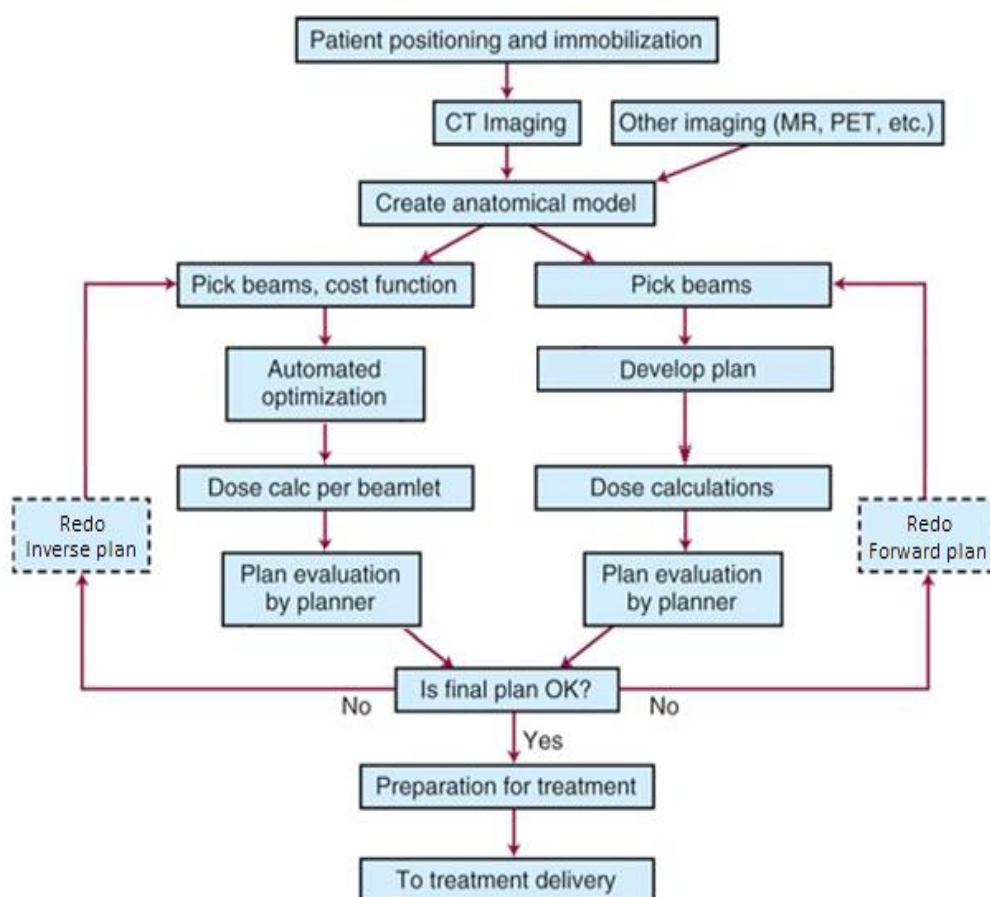 Patient positioning and immobilization
CT Imaging
Other imaging (MR, PET, etc.)
Create anatomical model
Pick beams, cost function
Pick beams
Automated
optimization
Develop plan
Dose calc per beamlet
Dose calculations
Redo
Inverse plan
Redo
Forward plan
Plan evaluation
by planner
Plan evaluation
by planner
Is final plan OK?
No
No
Yes
Preparation for treatment
To treatment delivery